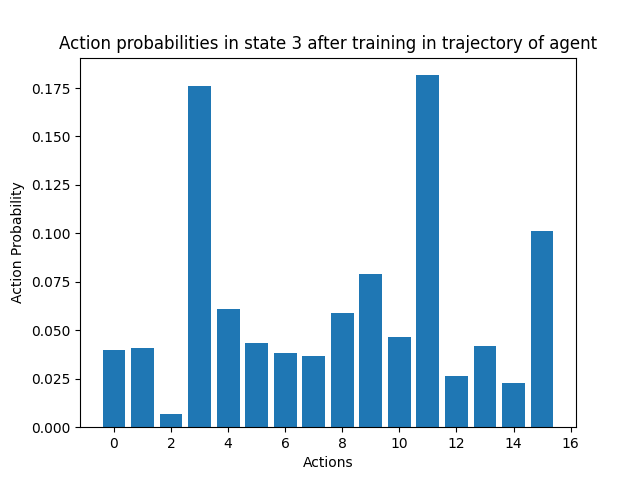 Action probabilities in state 3 after training in trajectory of agent
0.175
0.150
0.125
0.100
0.075
0.050
0.025
0.000
Action Probability
0 2 4 6 8 10 12 14 16
Actions